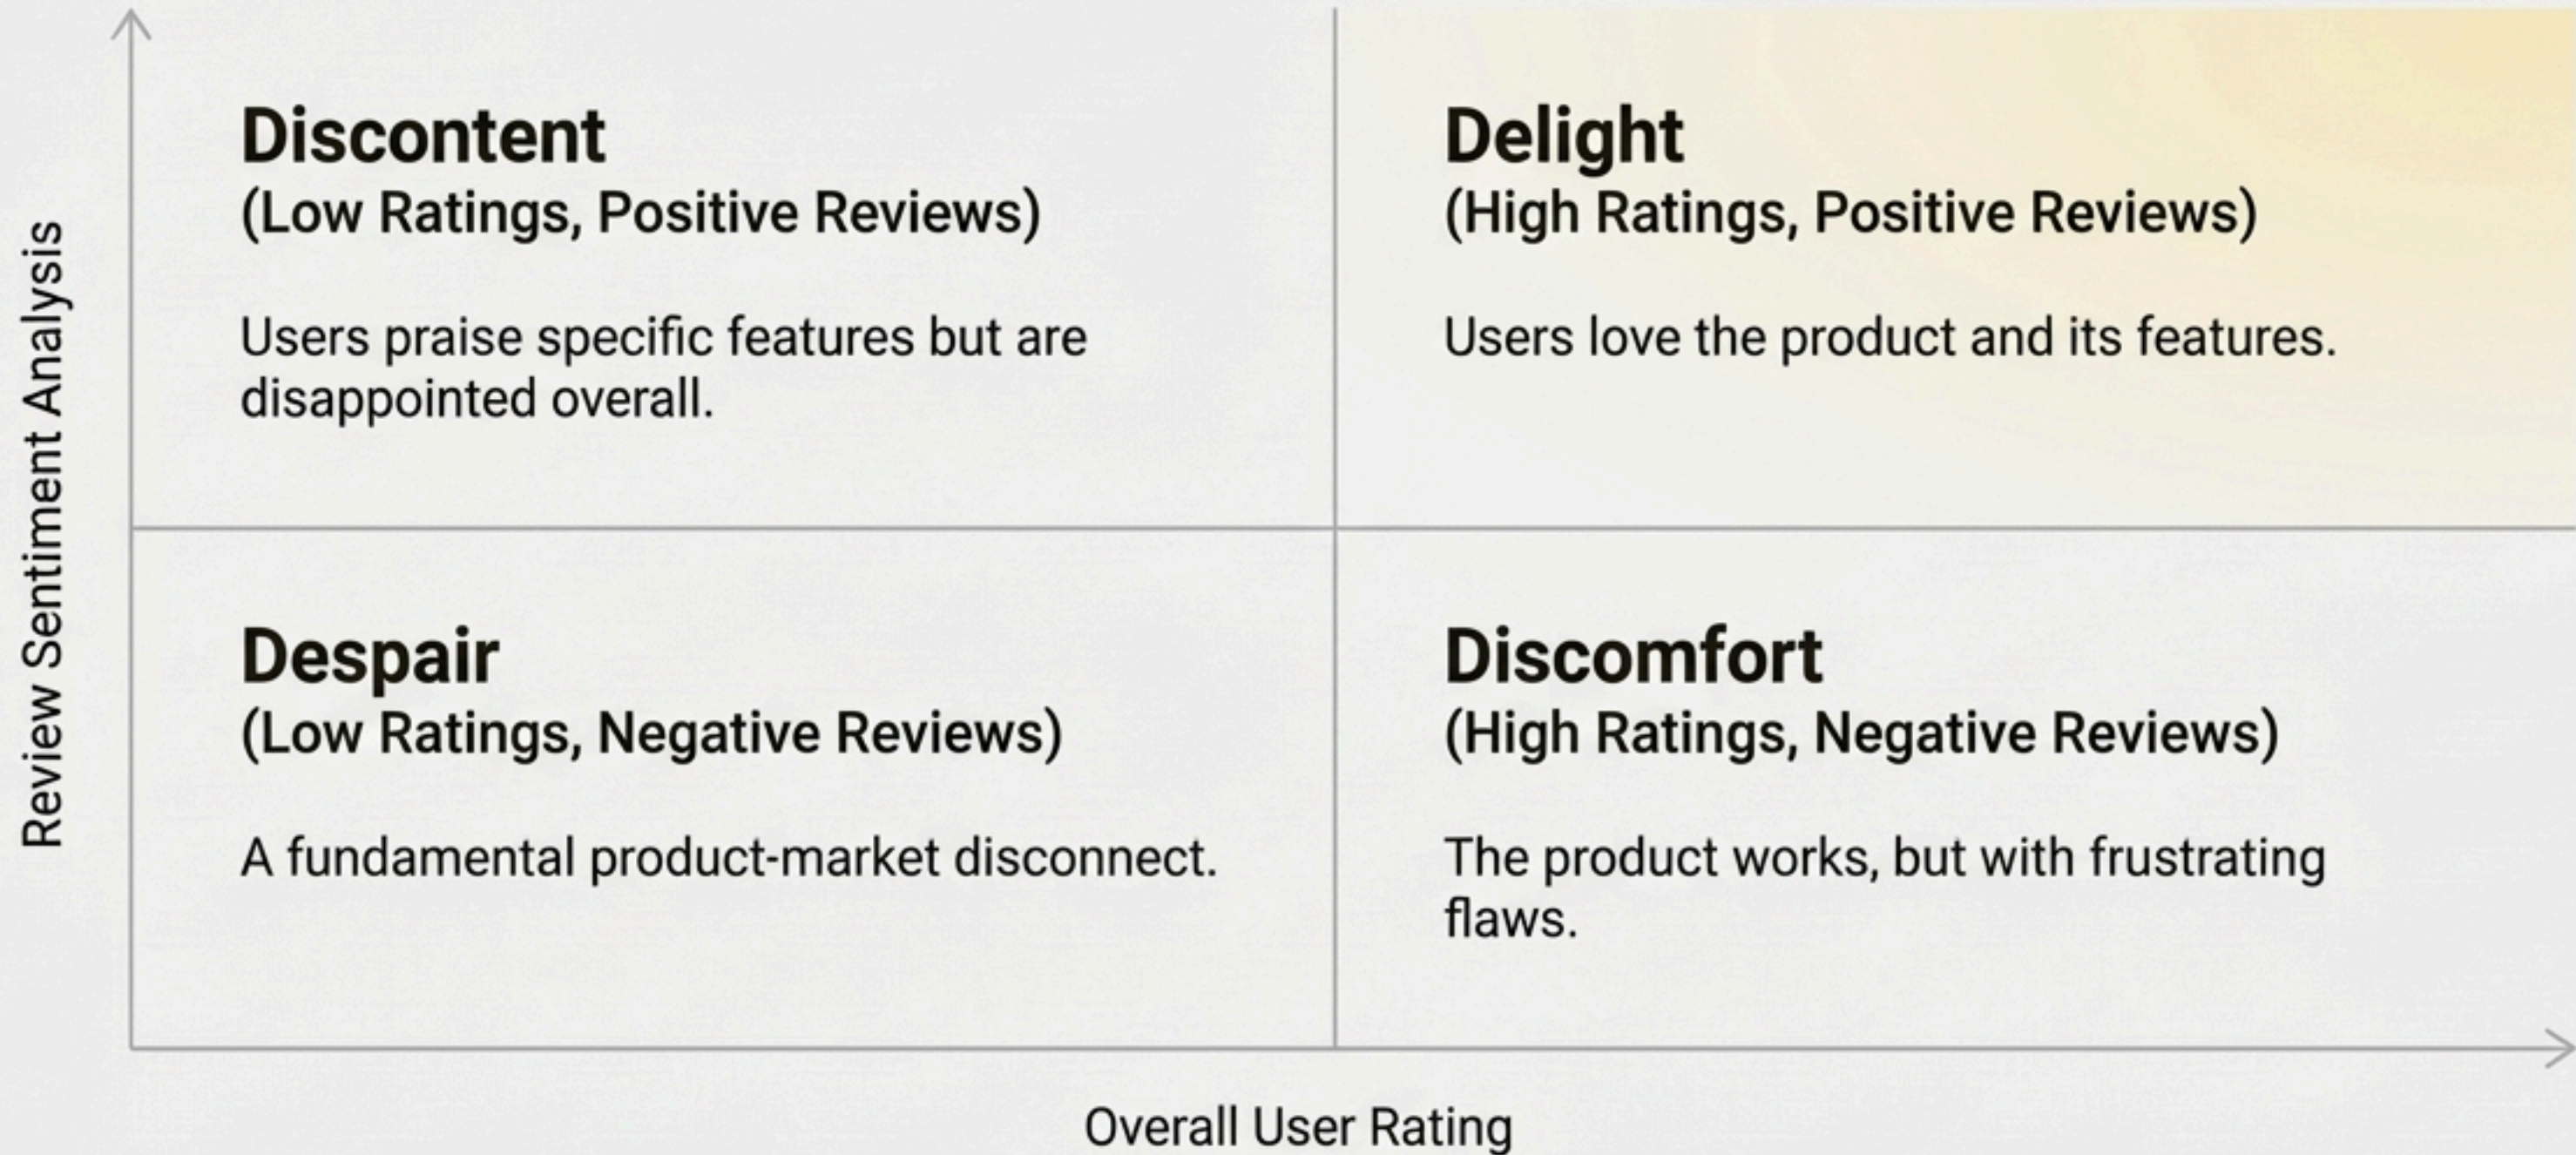 Review Sentiment Analysis
Discontent
(Low Ratings, Positive Reviews)
Users praise specific features but are
disappointed overall.
Delight
(High Ratings, Positive Reviews)
Users love the product and its features.
Despair
(Low Ratings, Negative Reviews)
A fundamental product-market disconnect.
Discomfort
(High Ratings, Negative Reviews)
The product works, but with frustrating
flaws.
Overall User Rating